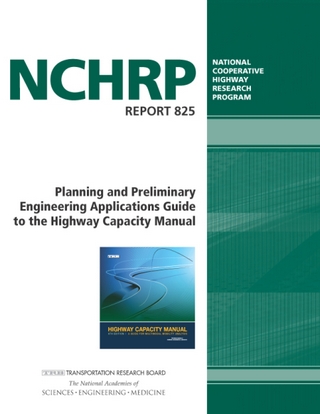 NCHRP
REPORT 825
NATIONAL
COOPERATIVE
HIGHWAY
RESEARCH
PROGRAM
Planning and Preliminary
Engineering Applications Guide
to the Highway Capacity Manual
TRB
HIGHWAY CAPACITY MANUAL
TRB TRANSPORTATION RESEARCH BOARD
The National Academies of
SCIENCES • ENGINEERING • MEDICINE